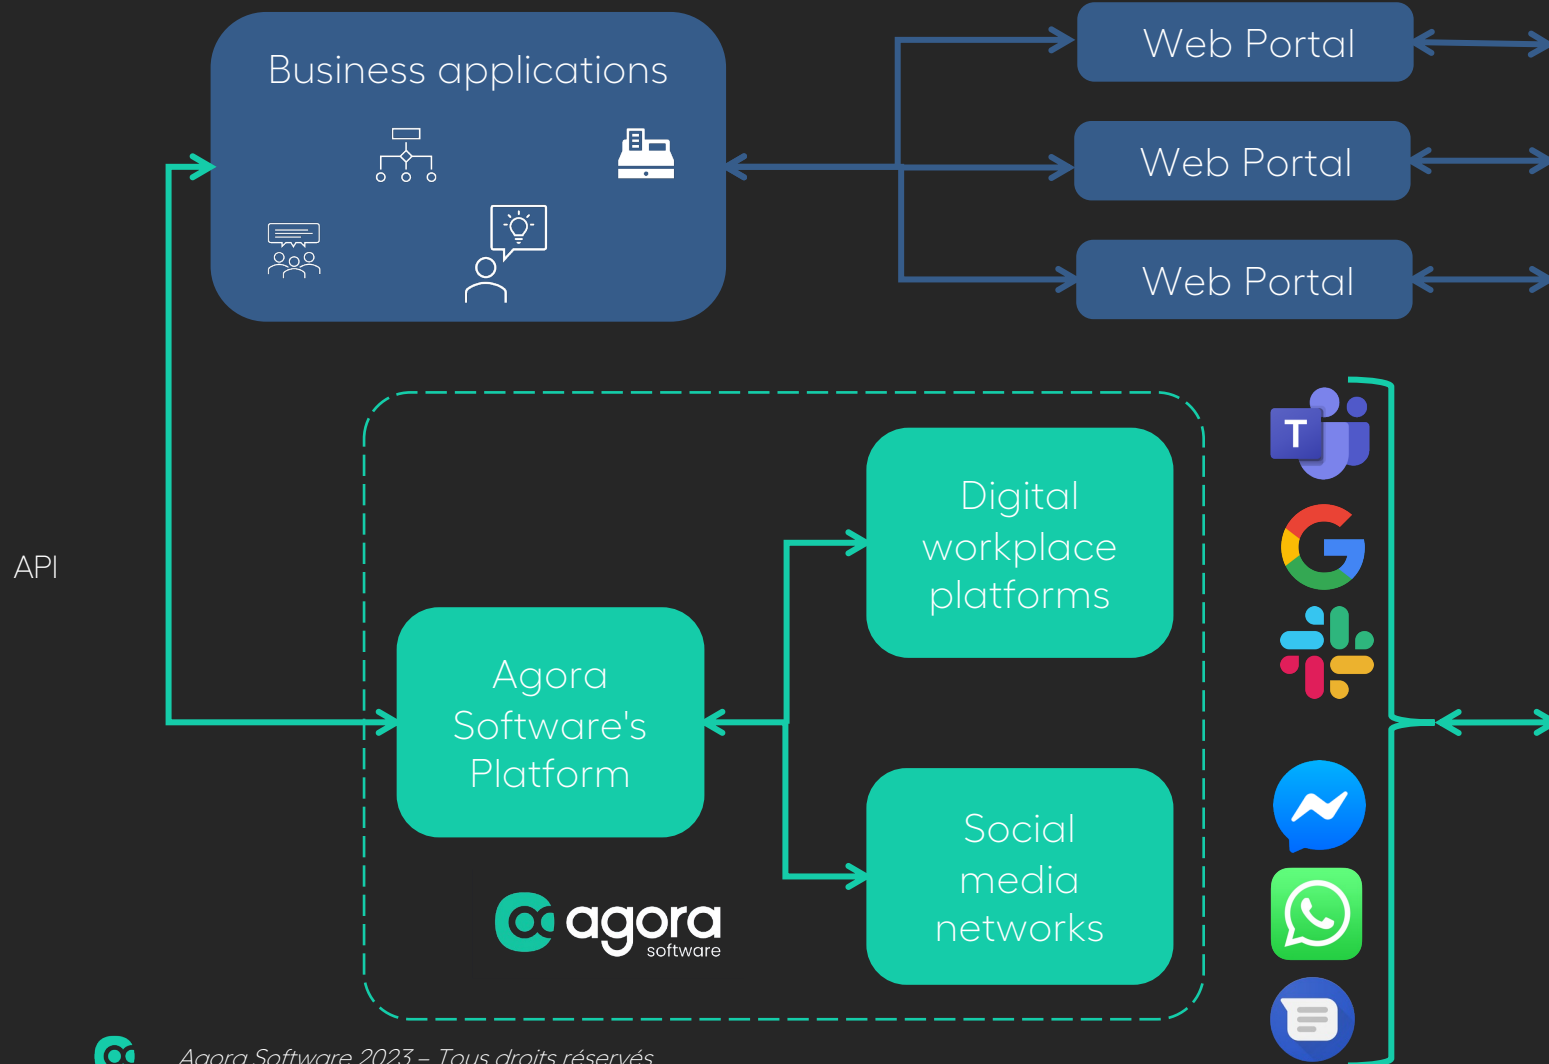 Business applications
Web Portal
Web Portal
Web Portal
API
Digital
workplace
platforms
T
Agora
Software's
Platform
Social
media
networks
agora
software
Agora Software 2023 – Tous droits réservés